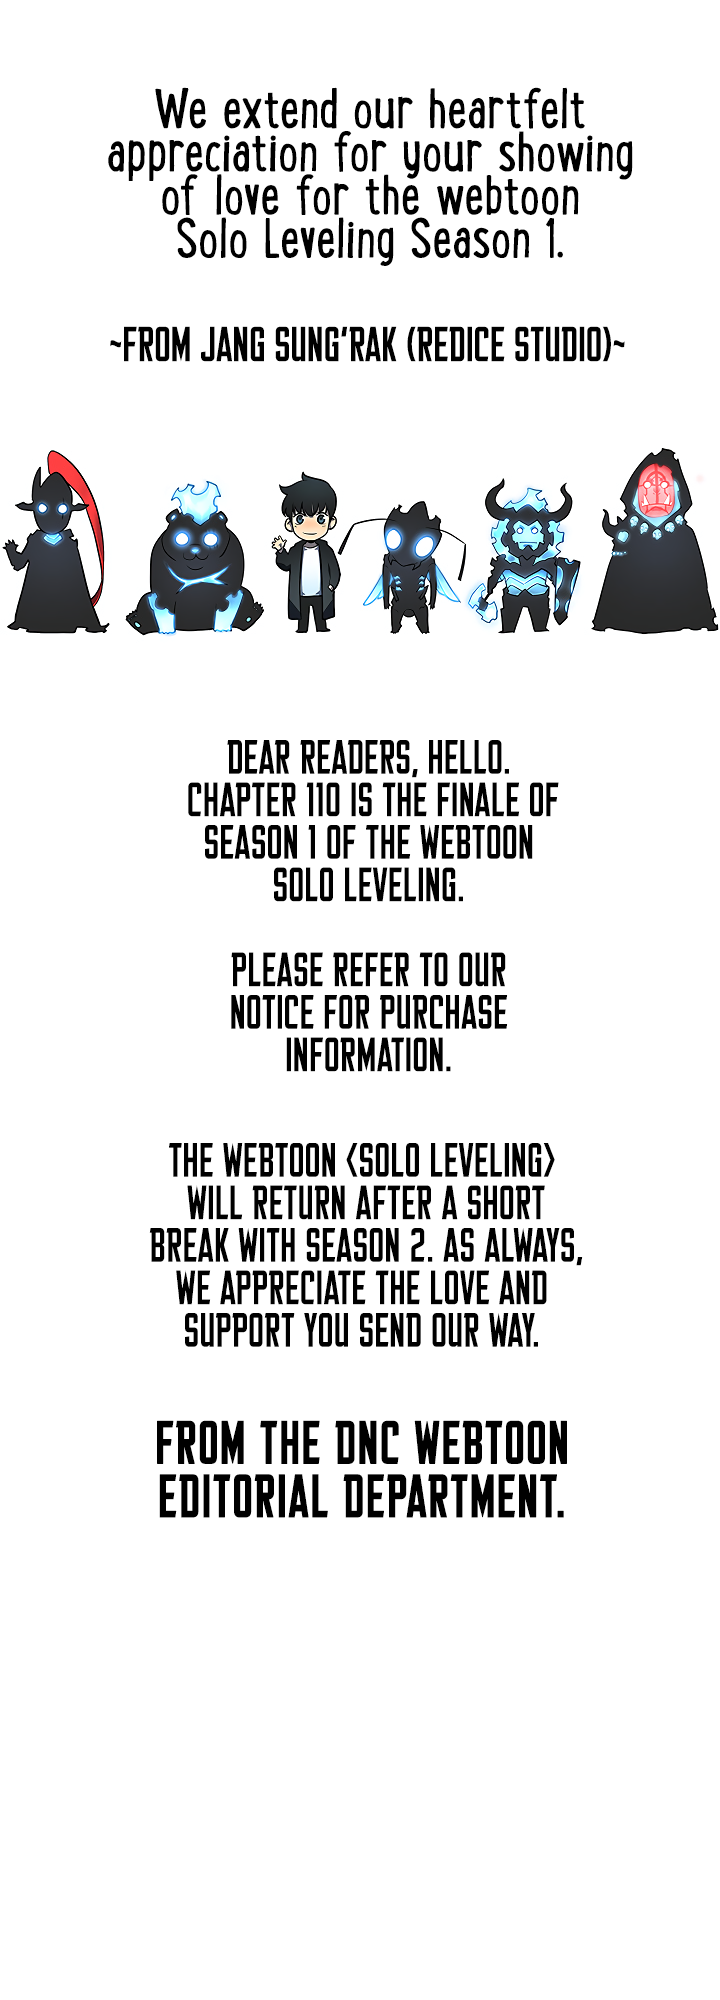 We extend our heartfelt
appreciation for your showing
of love for the webtoon
Solo Leveling Season 1.
~FROM JANG SUNG'RAK (REDICE STUDIO)~
DEAR READERS, HELLO.
CHAPTER 110 IS THE FINALE OF
SEASON 1 OF THE WEBTOON
SOLO LEVELING.
PLEASE REFER TO OUR
NOTICE FOR PURCHASE
INFORMATION.
THE WEBTOON <SOLO LEVELING>
WILL RETURN AFTER A SHORT
BREAK WITH SEASON 2. AS ALWAYS,
WE APPRECIATE THE LOVE AND
SUPPORT YOU SEND OUR WAY.
FROM THE DNC WEBTOON
EDITORIAL DEPARTMENT.